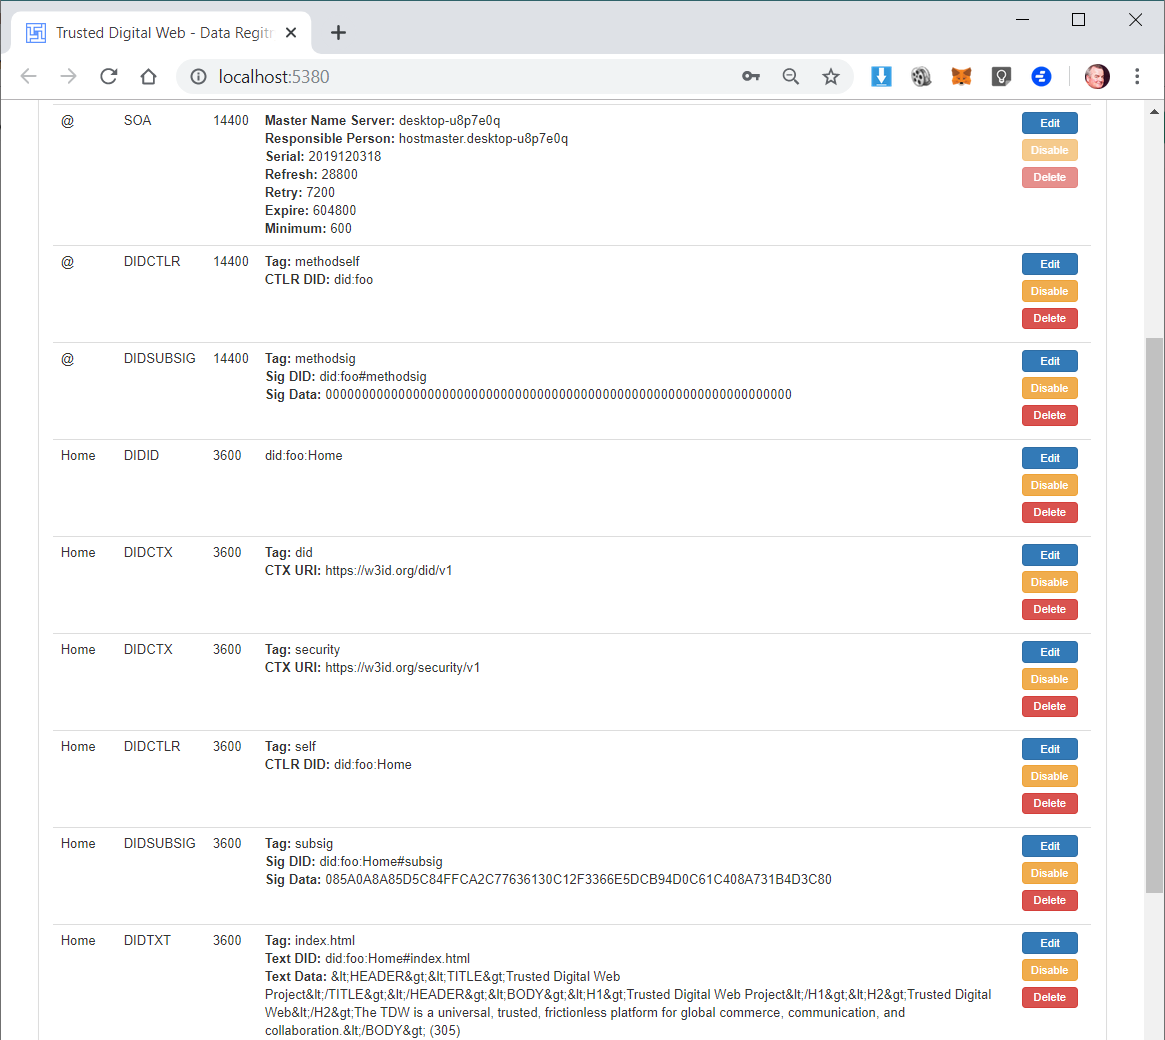 Trusted Digital Web - Data Regitr
localhost:5380
@ SOA 14400 Master Name Server: desktop-u8p7e0q Edit
Responsible Person: hostmaster.desktop-u8p7e0q
Serial: 2019120318 Disable
Refresh: 28800 Delete
Retry: 7200
Expire: 604800
Minimum: 600
@ DIDCTLR 14400 Tag: methodself Edit
CTLR DID: did:foo
Disable
Delete
@ DIDSUBSIG 14400 Tag: methodsig Edit
Sig DID: did:foo#methodsig
Sig Data: 0000000000000000000000000000000000000000000000000000000000000000 Disable
Delete
Home DIDID 3600 did:foo:Home Edit
Disable
Delete
Home DIDCTX 3600 Tag: did Edit
CTX URI: https://w3id.org/did/v1
Disable
Delete
Home DIDCTX 3600 Tag: security Edit
CTX URI: https://w3id.org/security/v1
Disable
Delete
Home DIDCTLR 3600 Tag: self Edit
CTLR DID: did:foo:Home
Disable
Delete
Home DIDSUBSIG 3600 Tag: subsig Edit
Sig DID: did:foo:Home#subsig
Sig Data: 085A0A8A85D5C84FFCA2C77636130C12F3366E5DCB94D0C61C408A731B4D3C80 Disable
Delete
Home DIDTXT 3600 Tag: index.html Edit
Text DID: did:foo:Home#index.html
Text Data: &lt;HEADER&gt;&lt;TITLE&gt;Trusted Digital Web Disable
Project&lt;/TITLE&gt;&lt;/HEADER&gt;&lt;BODY&gt;&lt;H1&gt;Trusted Digital Web Project&lt;/H1&gt;&lt;H2&gt;Trusted Digital Delete
Web&lt;/H2&gt;The TDW is a universal, trusted, frictionless platform for global commerce, communication, and
collaboration.&lt;/BODY&gt; (305)